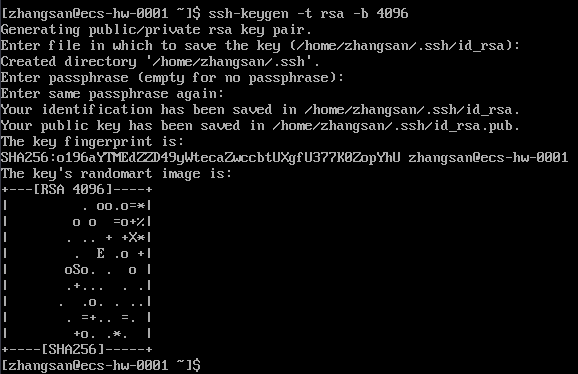 [zhangsan@ecs-hw-0001 ~]$ ssh-keygen -t rsa -b 4096
Generating public/private rsa key pair.
Enter file in which to save the key (/home/zhangsan/.ssh/id_rsa):
Created directory '/home/zhangsan/.ssh'.
Enter passphrase (empty for no passphrase):
Enter same passphrase again:
Your identification has been saved in /home/zhangsan/.ssh/id_rsa.
Your public key has been saved in /home/zhangsan/.ssh/id_rsa.pub.
The key fingerprint is:
SHA256:o196aYTMEdZZD49yWtecaZwccbtUXgfU377K0ZopYhU zhangsan@ecs-hw-0001
The key's randomart image is:
+---[RSA 4096]----+
|          . oo.o=*|
|         o o  =o+%|
|        . .. + +X*|
|         .  E .o +|
|        oSo. .  o |
|        .+...  . .|
|       .  .o. . ..|
|        . =+.. =. |
|         +o. .*.  |
+----[SHA256]-----+
[zhangsan@ecs-hw-0001 ~]$